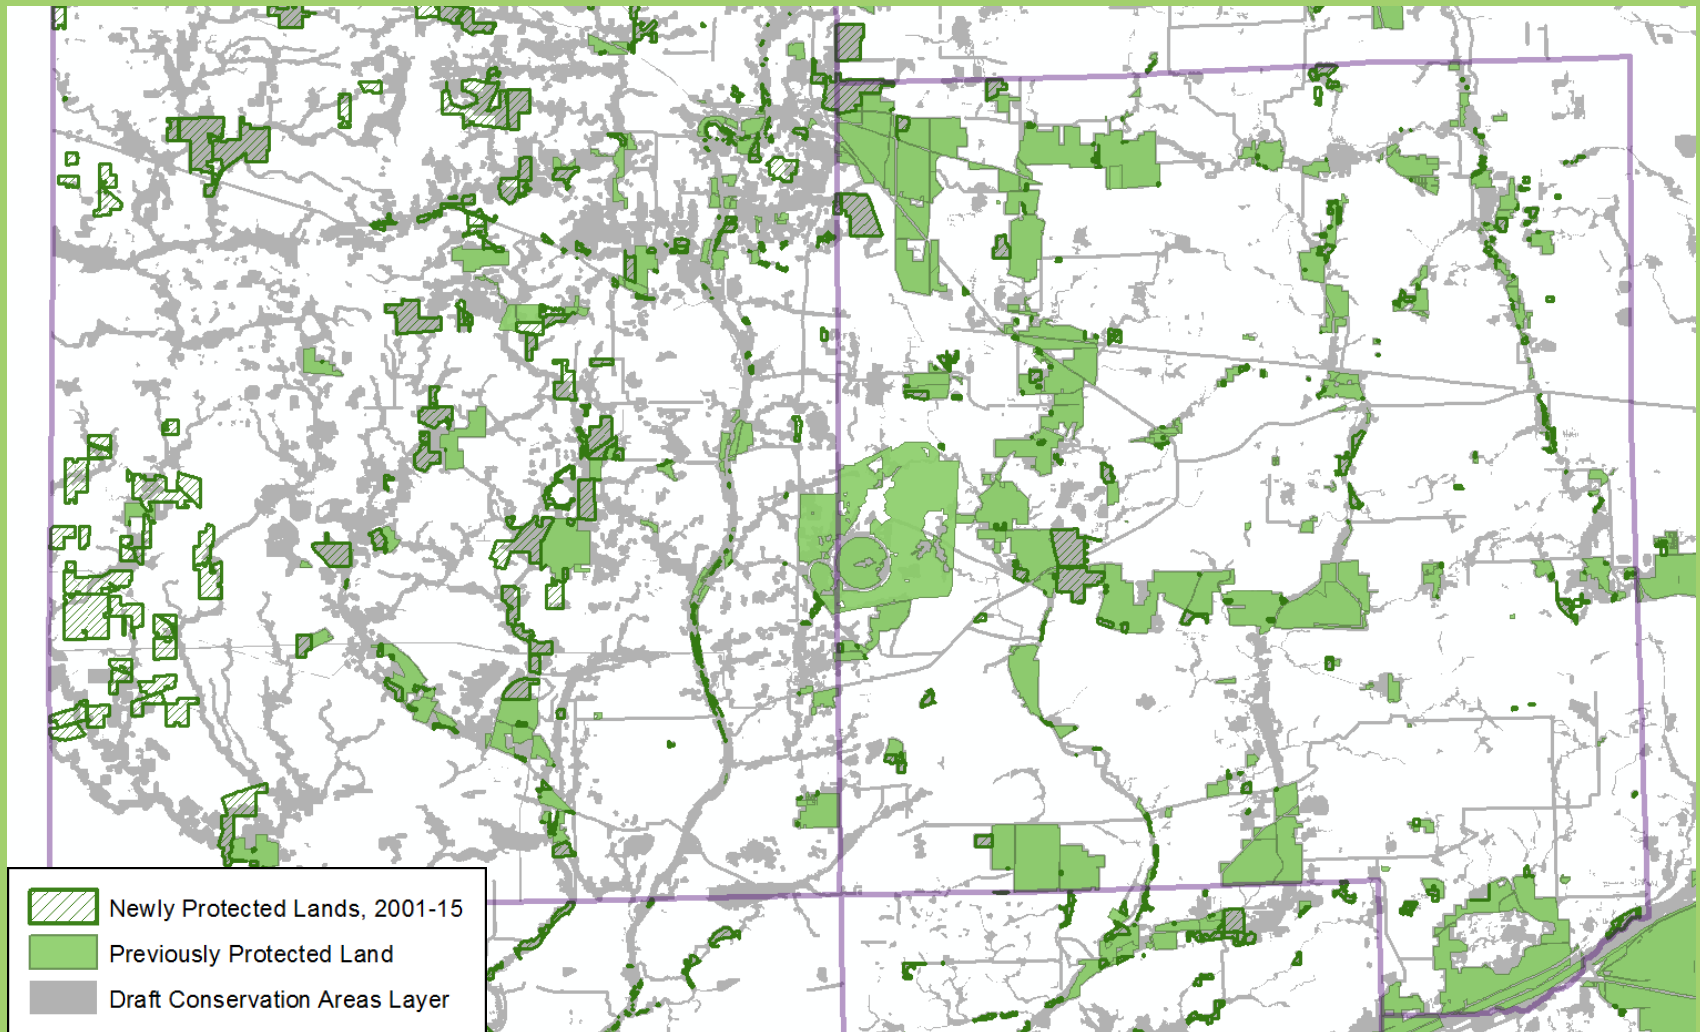 Newly Protected Lands, 2001-15
Previously Protected Land
Draft Conservation Areas Layer